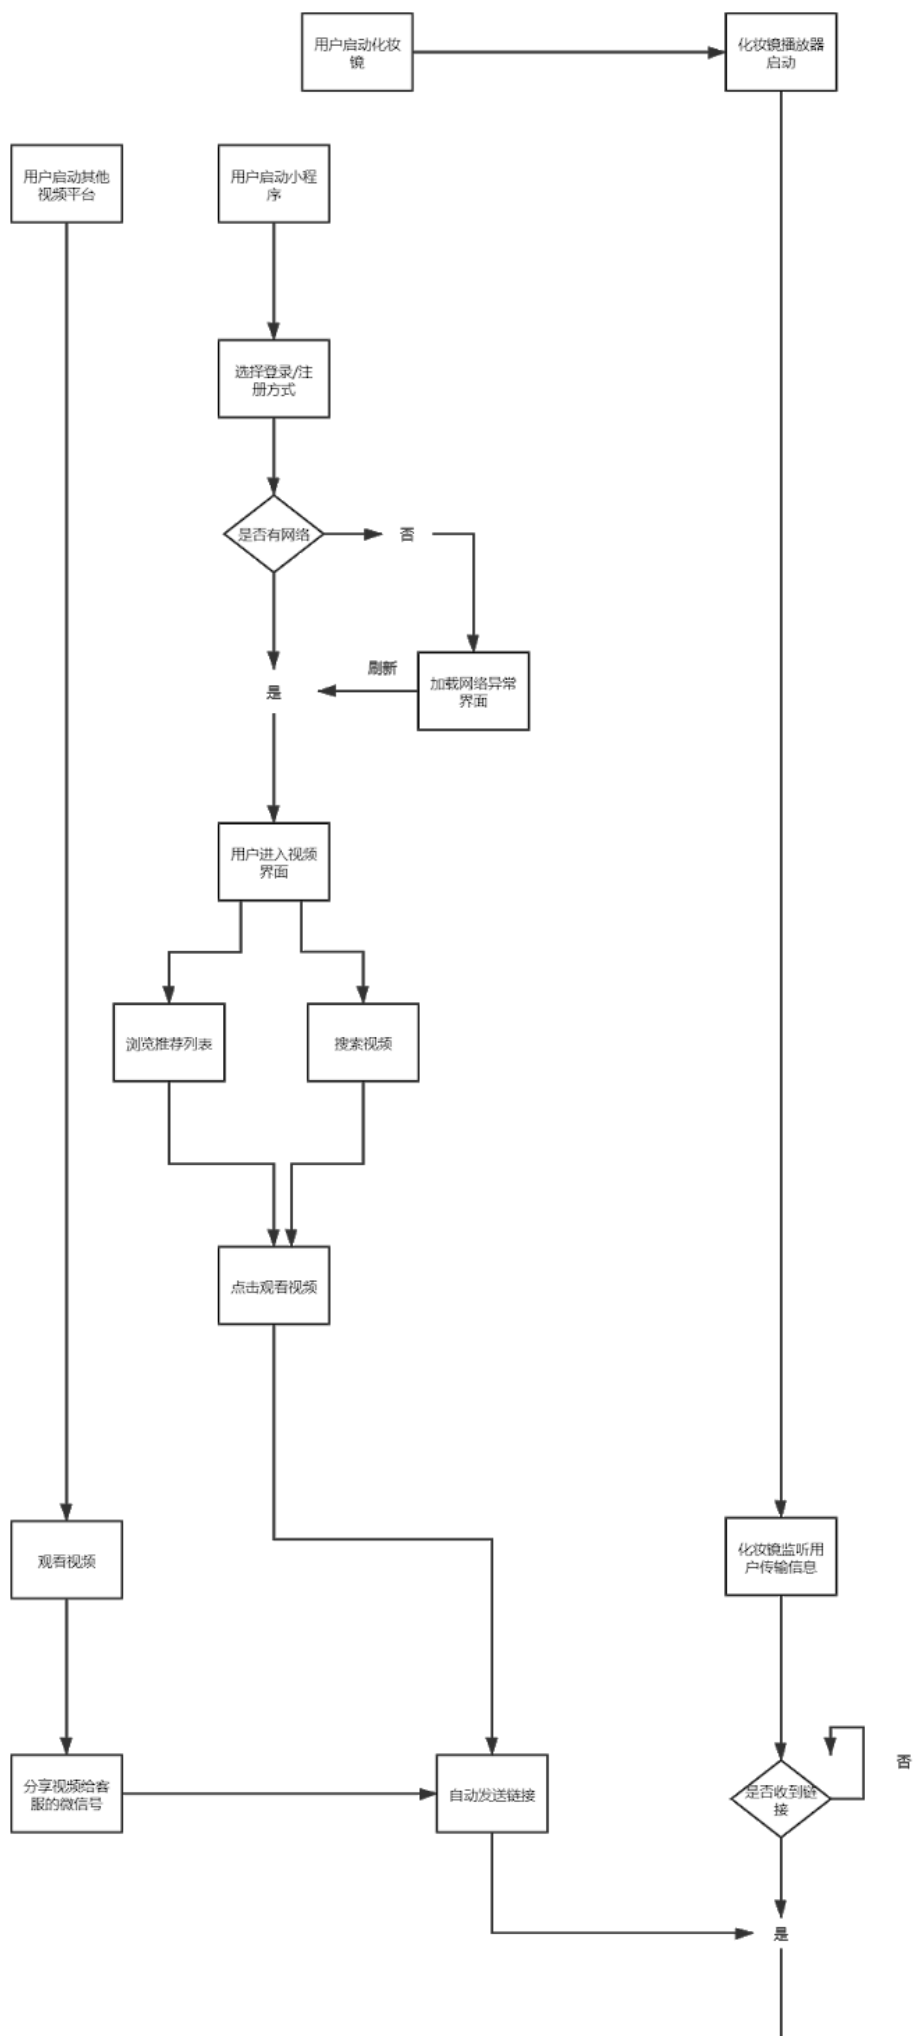 用户启动化妆
镜
化妆镜播放器
启动
用户启动其他
视频平台
用户启动小程
序
选择登录/注
册方式
是否有网络
否
刷新
加载网络异常
界面
是
用户进入视频
界面
浏览推荐列表
搜索视频
点击观看视频
观看视频
化妆镜监听用
户传输信息
分享视频给客
服的微信号
自动发送链接
是否收到链
接
否
是